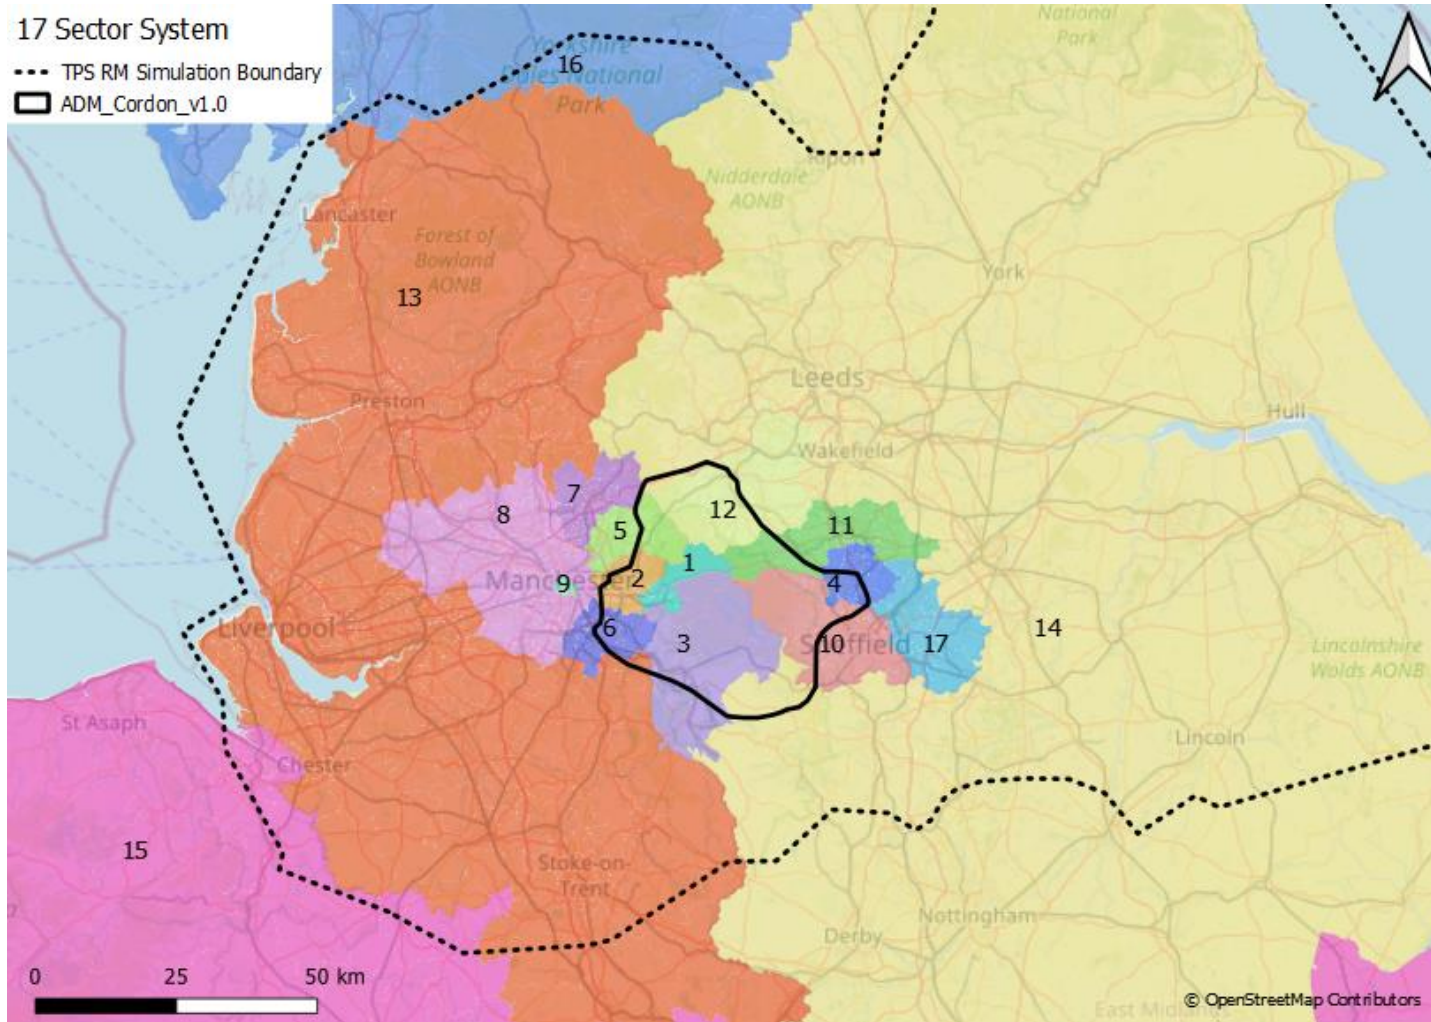 17 Sector System
TPS RM Simulation Boundary
ADM_Cordon_v1.0
National
Park
Yorkshire
16
Dales National
Park
Ripon
Nidderdale
AONB
Lancaster
Forest of
Bowland
AONB
York
13
Leeds
Preston
Hull
Wakefield
7
8
12
5
11
1
Manchester
9
2
4
Liverpool
6
3
10
Sheffield
17
14
Lincolnshire
Wolds AONB
St Asaph
Lincoln
Chester
15
Stoke-on-
Trent
Nottingham
Derby
0
25
50 km
East Midlands
© OpenStreetMap Contributors